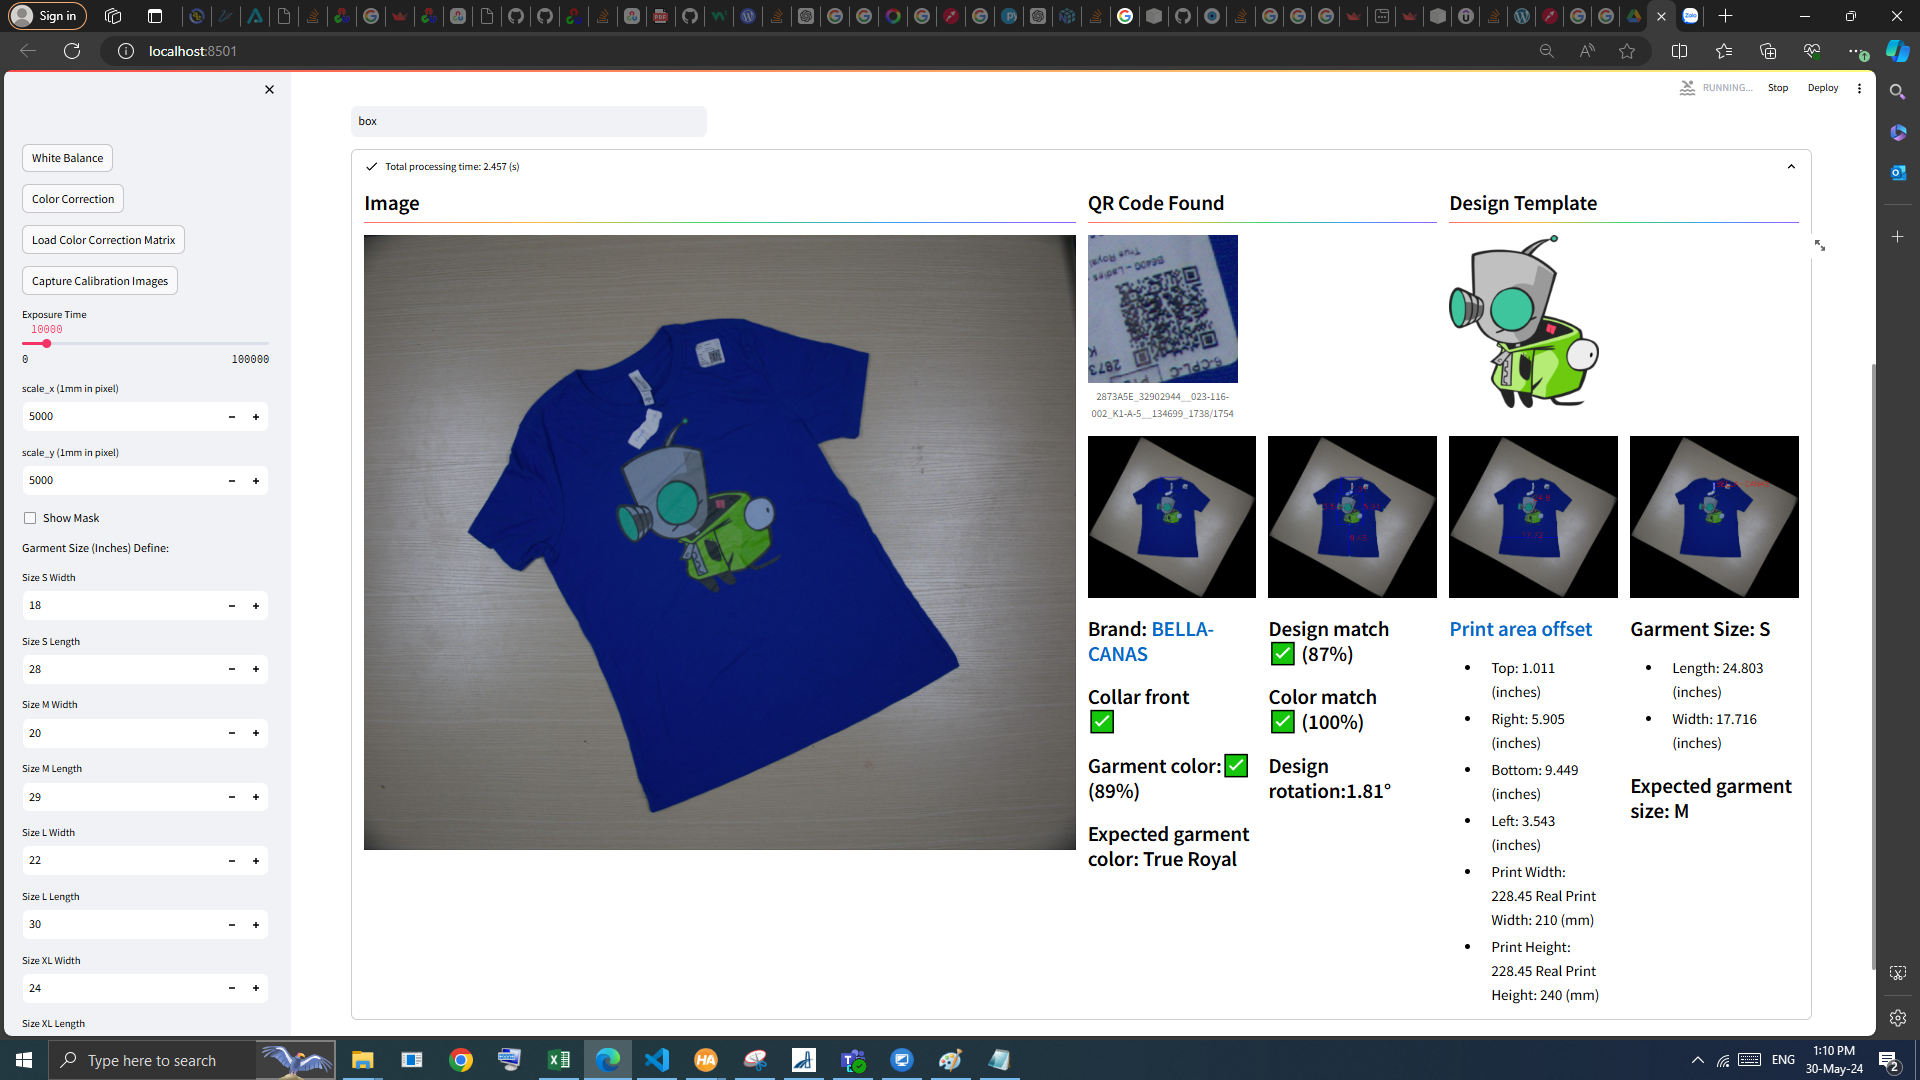 Sign in
localhost:8501
RUNNING...
Stop
Deploy
White Balance
Color Correction
Load Color Correction Matrix
Capture Calibration Images
Exposure Time
10000
0
100000
scale_x (1mm in pixel)
5000
scale_y (1mm in pixel)
5000
Show Mask
Garment Size (Inches) Define:
Size S Width
18
Size S Length
28
Size M Width
20
Size M Length
29
Size L Width
22
Size L Length
30
Size XL Width
24
Size XL Length
box
Total processing time: 2.457 (s)
Image
QR Code Found
Design Template
2873A5E_32902944__023-116-
002_K1-A-5__134699_1738/1754
Brand: BELLA-
CANAS
Collar front
Garment color:
(89%)
Expected garment
color: True Royal
Design match
(87%)
Color match
(100%)
Design
rotation:1.81°
Print area offset
Top: 1.011
(inches)
Right: 5.905
(inches)
Bottom: 9.449
(inches)
Left: 3.543
(inches)
Print Width:
228.45 Real Print
Width: 210 (mm)
Print Height:
228.45 Real Print
Height: 240 (mm)
Garment Size: S
Length: 24.803
(inches)
Width: 17.716
(inches)
Expected garment
size: M
Type here to search
ENG
1:10 PM
30-May-24
2